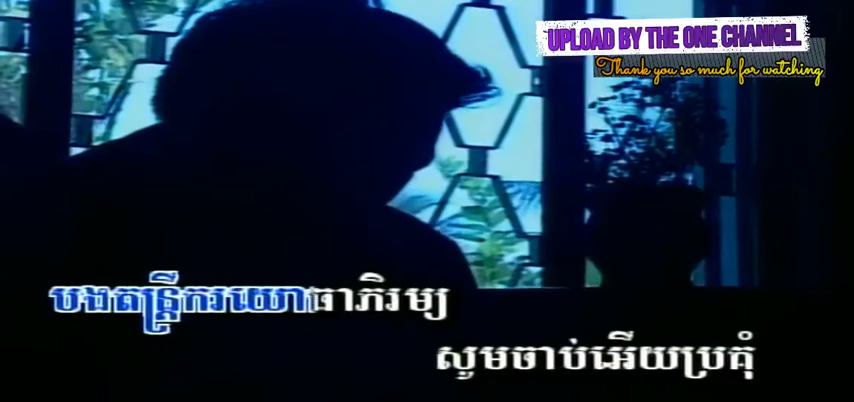 UPLOAD BY THE ONE CHANNEL
Thank you so much for watching
បងតន្ត្រីករយោធាភិរម្យ
សូមចាប់អើយប្រគុំ